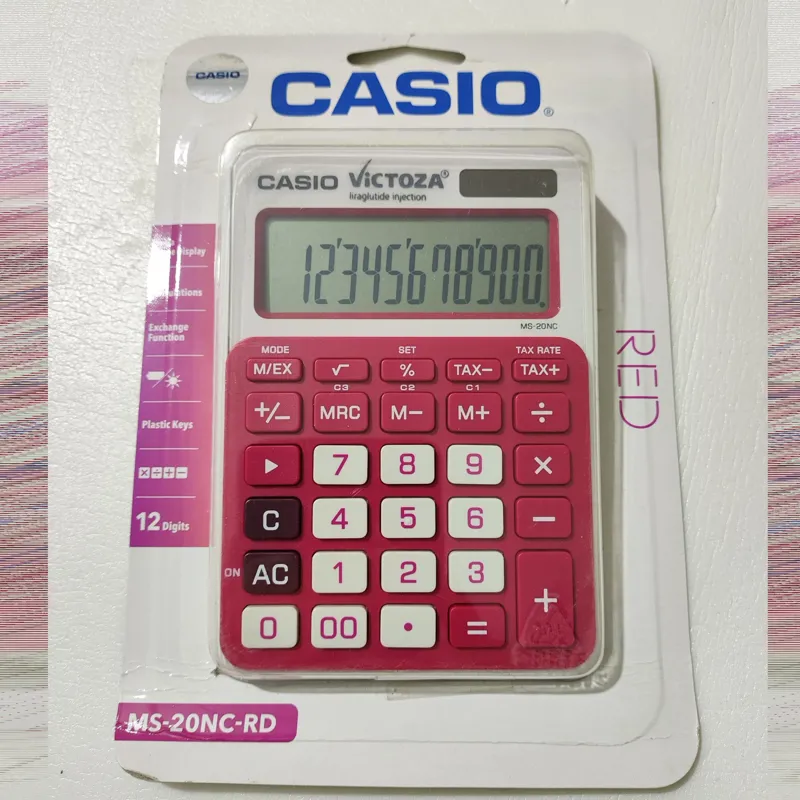 CASIO
CASIO
CASIO VICTOZA®
liraglutide injection
12'345'678'900.
MS-20NC
Display
Exchange
Function
Plastic Keys
12 Digits
RED
MODE SET TAX RATE
M/EX √ % TAX− TAX+
C3 C2 C1
+/− MRC M− M+ ÷
▶ 7 8 9 ×
C 4 5 6 −
ON AC 1 2 3 +
0 00 • =
MS-20NC-RD